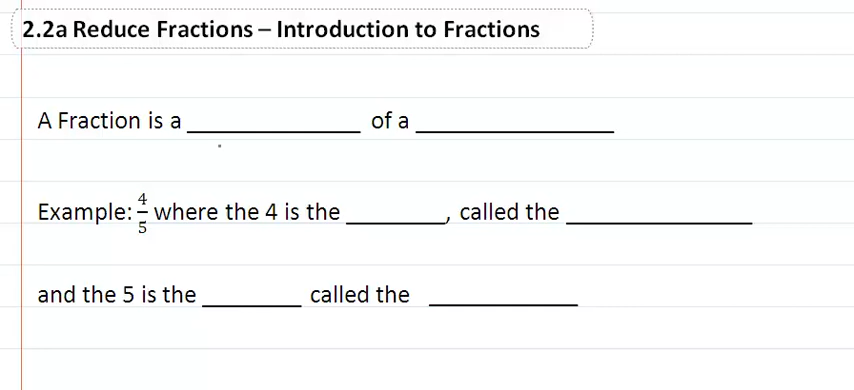 2.2a Reduce Fractions – Introduction to Fractions
A Fraction is a ______________ of a ________________
Example: 4/5 where the 4 is the ________, called the _______________
and the 5 is the ________ called the ____________